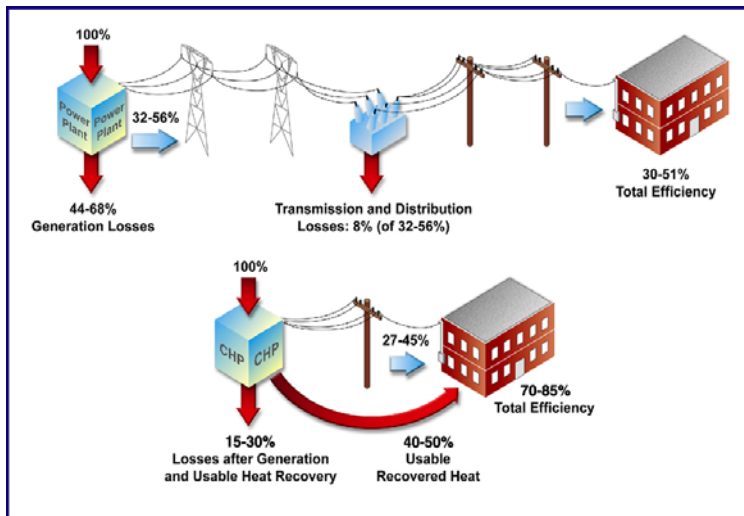 100%
Power
Plant
Power
Plant
32-56%
44-68%
Generation Losses
Transmission and Distribution
Losses: 8% (of 32-56%)
30-51%
Total Efficiency
100%
CHP
CHP
27-45%
70-85%
Total Efficiency
15-30%
Losses after Generation
and Usable Heat Recovery
40-50%
Usable
Recovered Heat